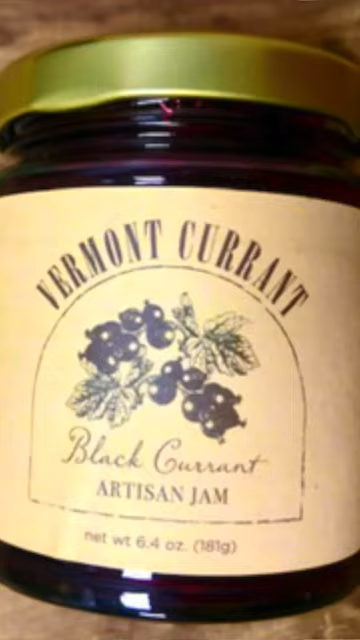 VERMONT CURRANT
Black Currant
ARTISAN JAM
net wt 6.4 oz. (181g)